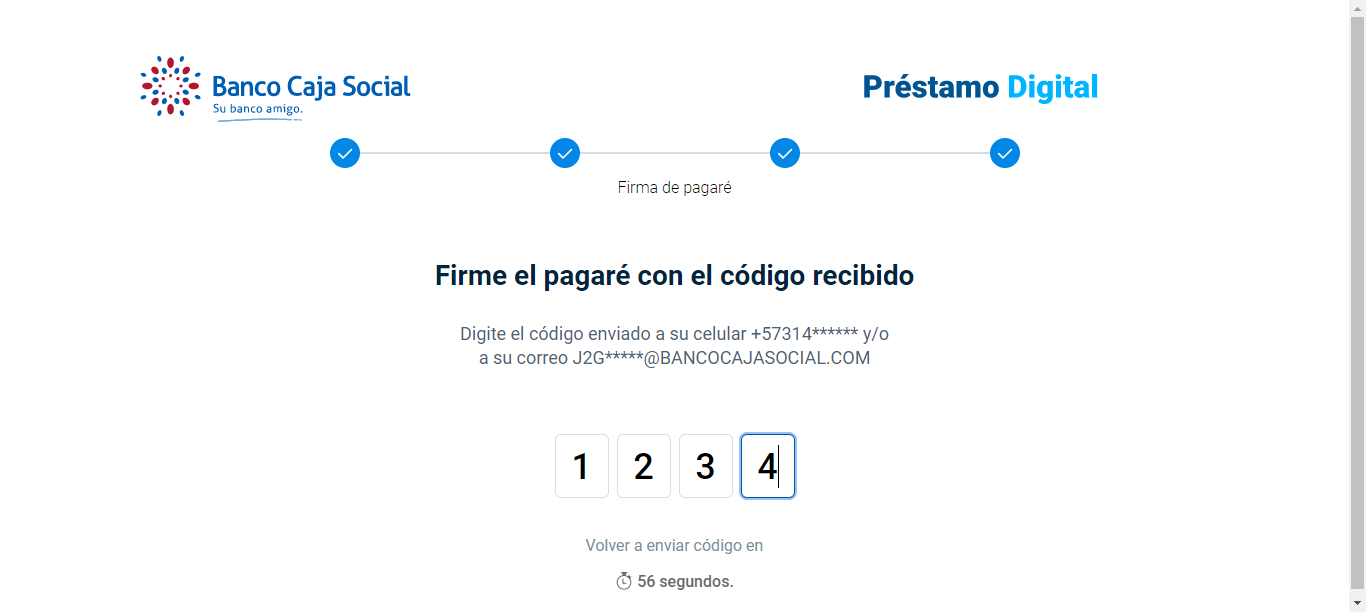 Banco Caja Social
Su banco amigo.
Préstamo Digital
Firma de pagaré
Firme el pagaré con el código recibido
Digite el código enviado a su celular +57314****** y/o
a su correo J2G*****@BANCOCAJASOCIAL.COM
1 2 3 4
Volver a enviar código en
56 segundos.